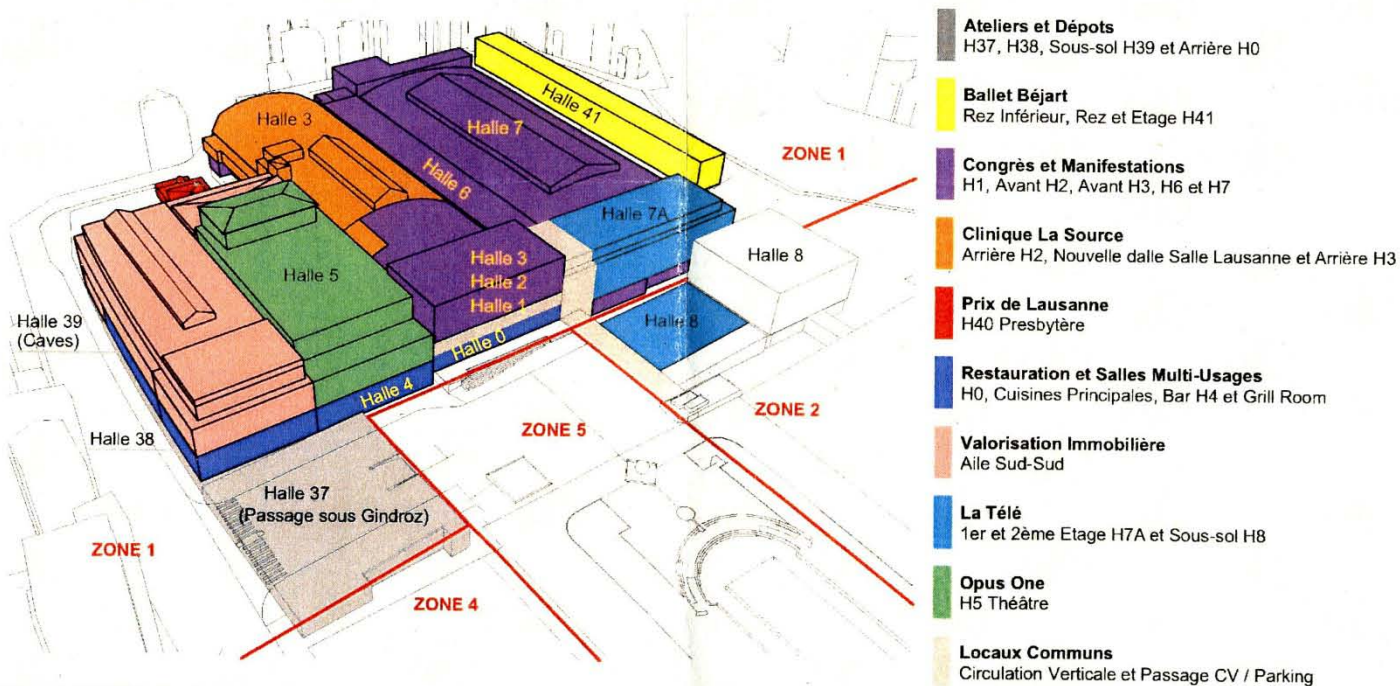 Halle 41
Halle 3
Halle 7
ZONE 1
Halle 6
Halle 7A
Halle 5
Halle 3
Halle 2
Halle 1
Halle 8
Halle 39
(Caves)
Halle 0
Halle 8
Halle 4
ZONE 2
Halle 38
ZONE 5
Halle 37
(Passage sous Gindroz)
ZONE 1
ZONE 4
Ateliers et Dépots
H37, H38, Sous-sol H39 et Arrière H0
Ballet Béjart
Rez Inférieur, Rez et Etage H41
Congrès et Manifestations
H1, Avant H2, Avant H3, H6 et H7
Clinique La Source
Arrière H2, Nouvelle dalle Salle Lausanne et Arrière H3
Prix de Lausanne
H40 Presbytère
Restauration et Salles Multi-Usages
H0, Cuisines Principales, Bar H4 et Grill Room
Valorisation Immobilière
Aile Sud-Sud
La Télé
1er et 2ème Etage H7A et Sous-sol H8
Opus One
H5 Théâtre
Locaux Communs
Circulation Verticale et Passage CV / Parking